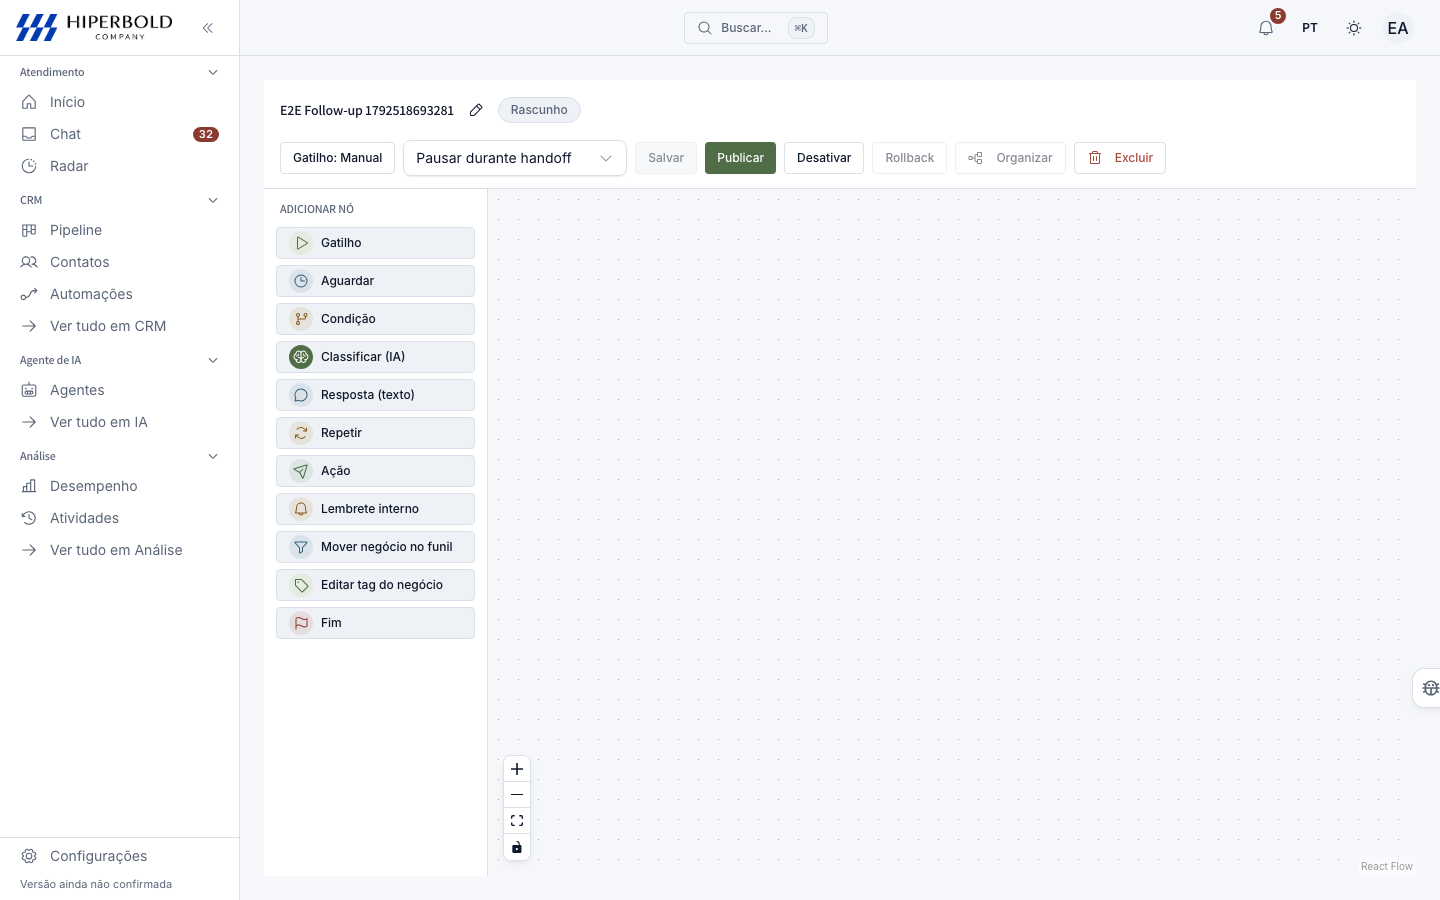 HIPERBOLD
COMPANY
Buscar...
⌘K
5
PT
EA
Atendimento
Início
Chat
32
Radar
CRM
Pipeline
Contatos
Automações
Ver tudo em CRM
Agente de IA
Agentes
Ver tudo em IA
Análise
Desempenho
Atividades
Ver tudo em Análise
Configurações
Versão ainda não confirmada
E2E Follow-up 1792518693281
Rascunho
Gatilho: Manual
Pausar durante handoff
Salvar
Publicar
Desativar
Rollback
Organizar
Excluir
ADICIONAR NÓ
Gatilho
Aguardar
Condição
Classificar (IA)
Resposta (texto)
Repetir
Ação
Lembrete interno
Mover negócio no funil
Editar tag do negócio
Fim
React Flow